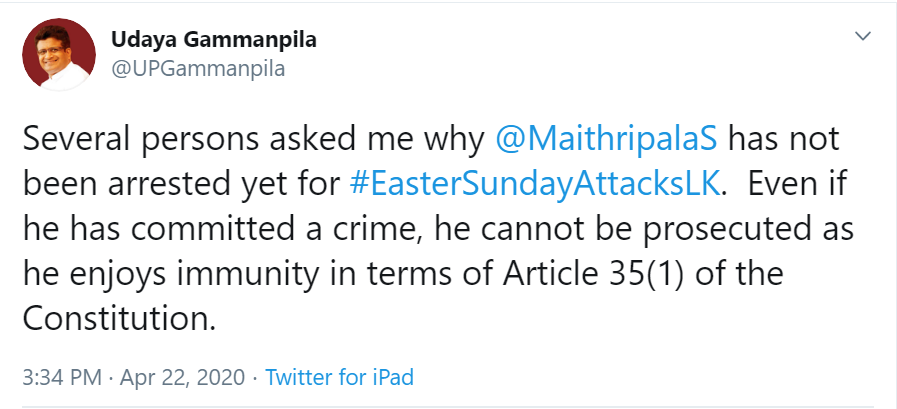 Udaya Gammanpila
@UPGammanpila
Several persons asked me why @MaithripalaS has not
been arrested yet for #EasterSundayAttacksLK.  Even if
he has committed a crime, he cannot be prosecuted as
he enjoys immunity in terms of Article 35(1) of the
Constitution.
3:34 PM · Apr 22, 2020 · Twitter for iPad